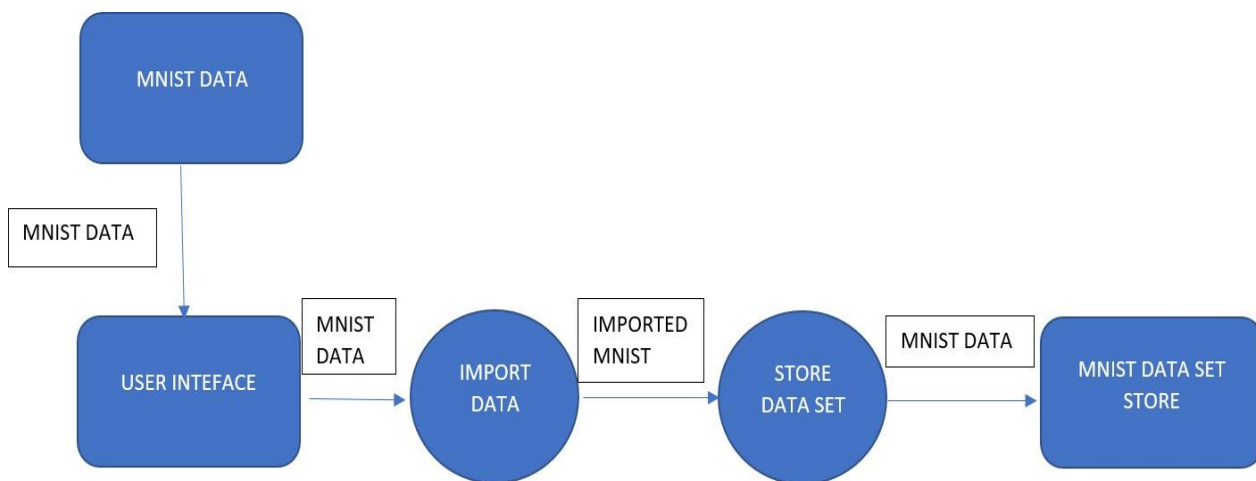 MNIST DATA
MNIST DATA
USER INTEFACE
MNIST
DATA
IMPORT
DATA
IMPORTED
MNIST
STORE
DATA SET
MNIST DATA
MNIST DATA SET
STORE